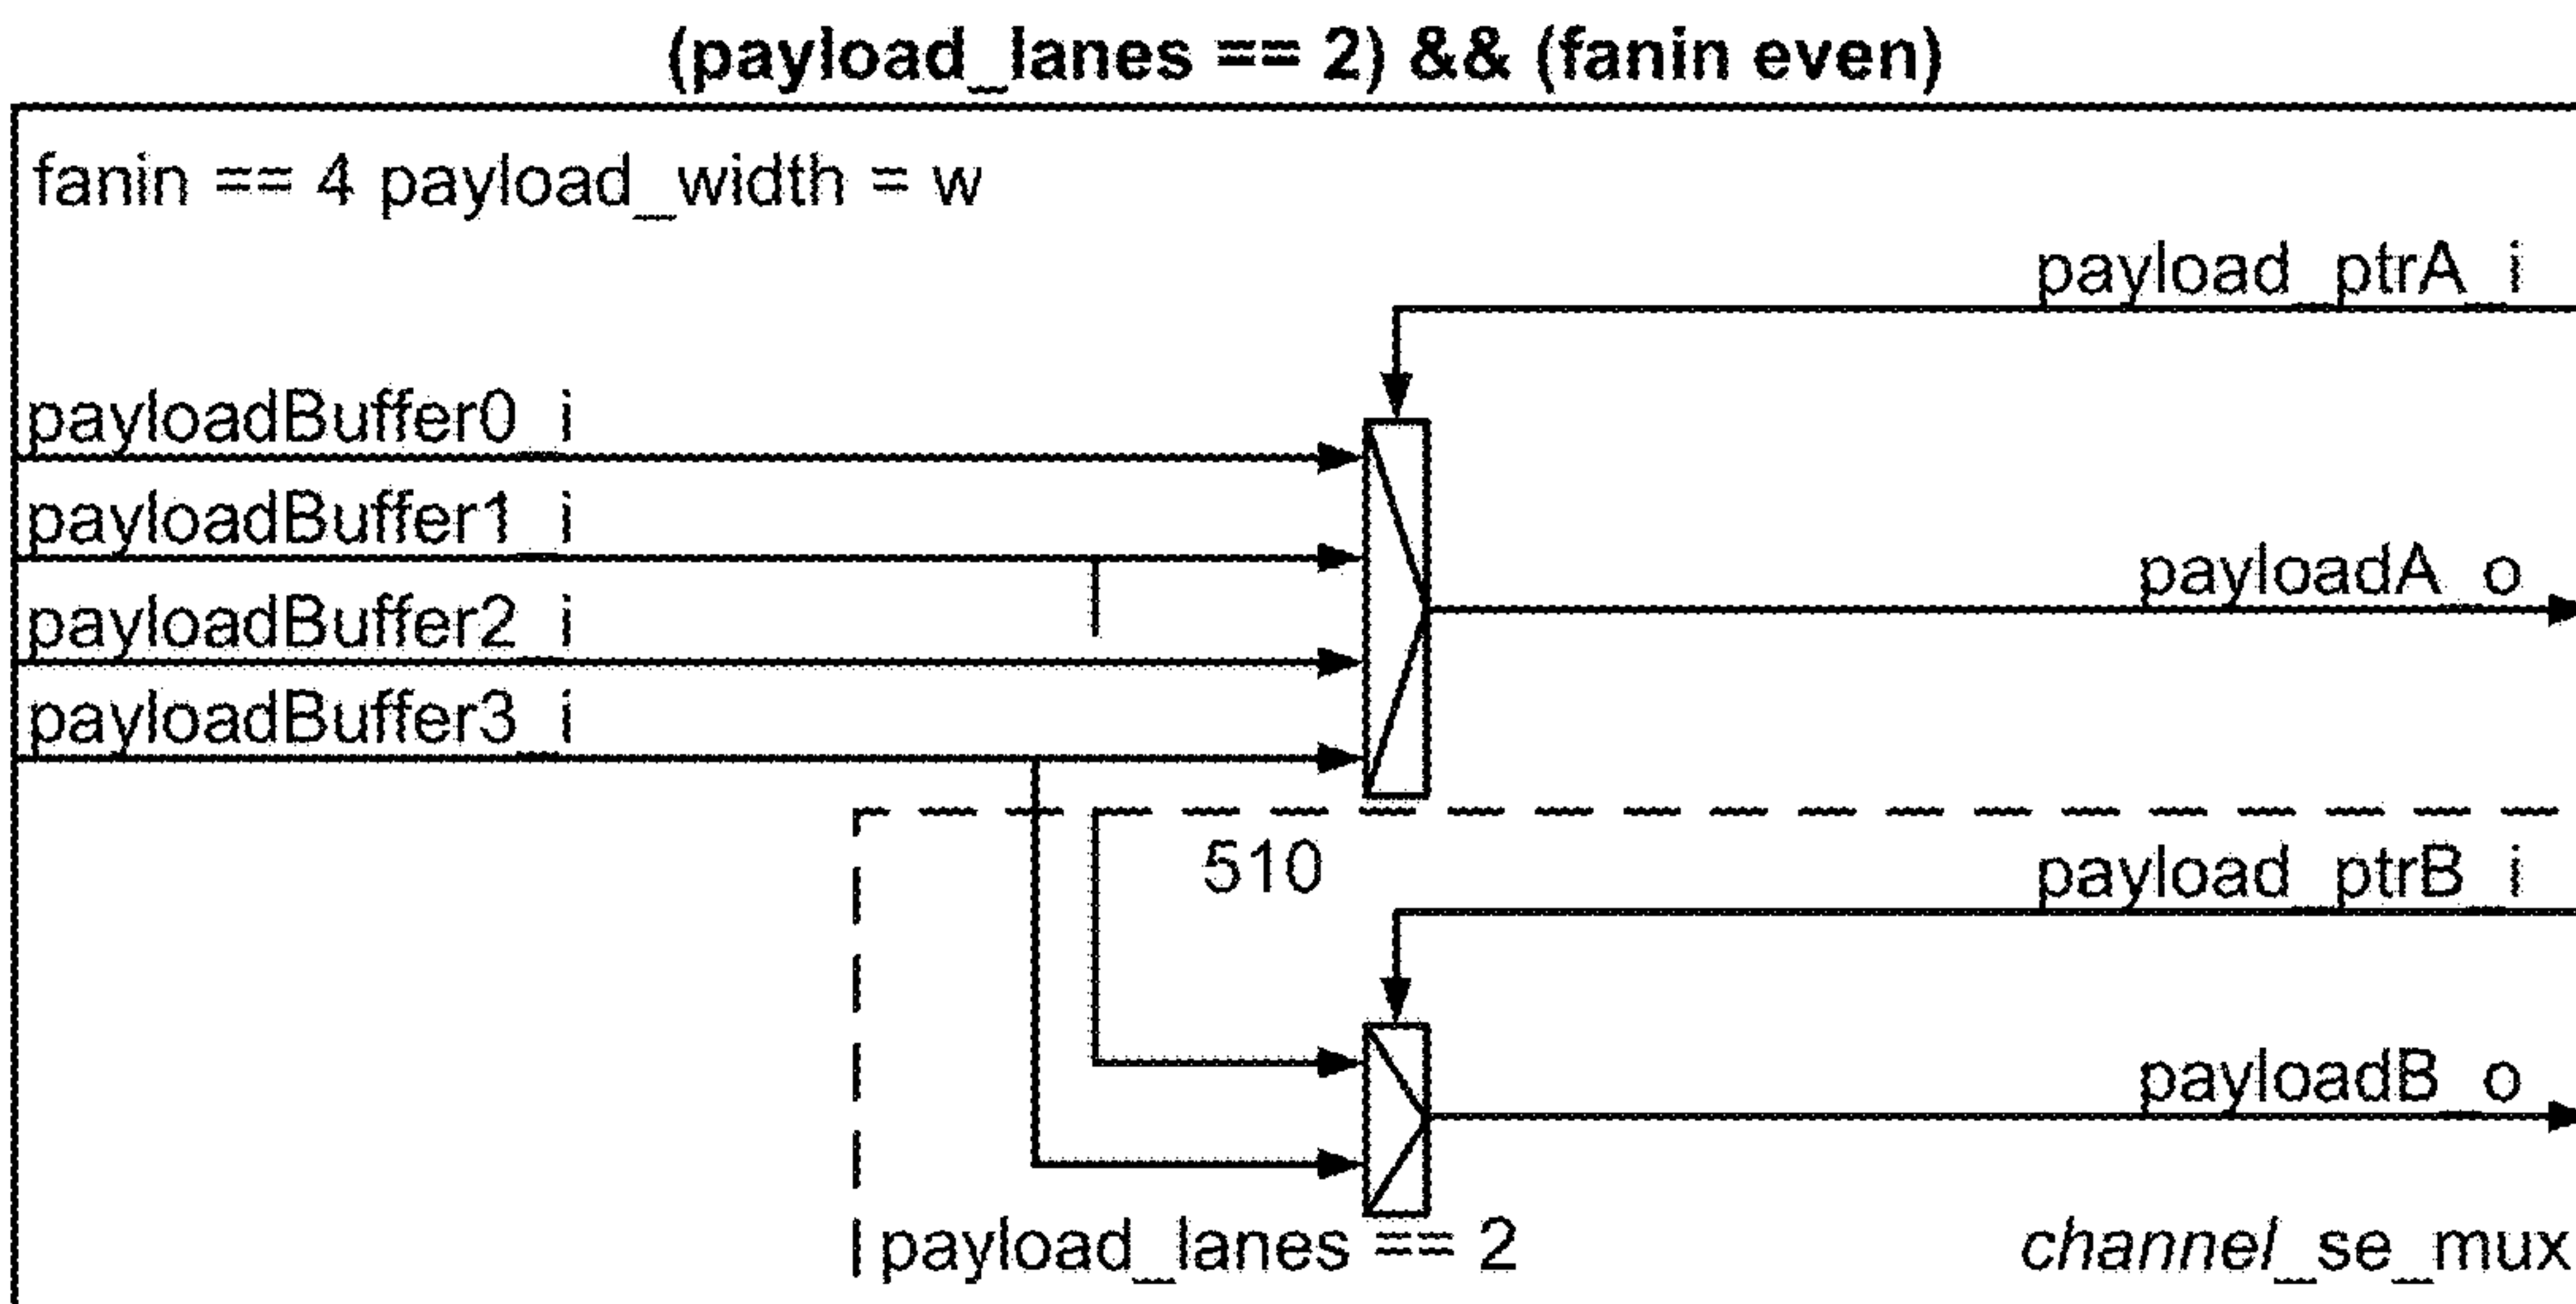 (payload_lanes == 2) && (fanin even)
fanin == 4 payload_width = w
payload_ptrA_i
payloadBuffer0_i
payloadBuffer1_i
payloadA_o
payloadBuffer2_i
payloadBuffer3_i
510
payload_ptrB_i
payloadB_o
payload_lanes == 2
channel_se_mux